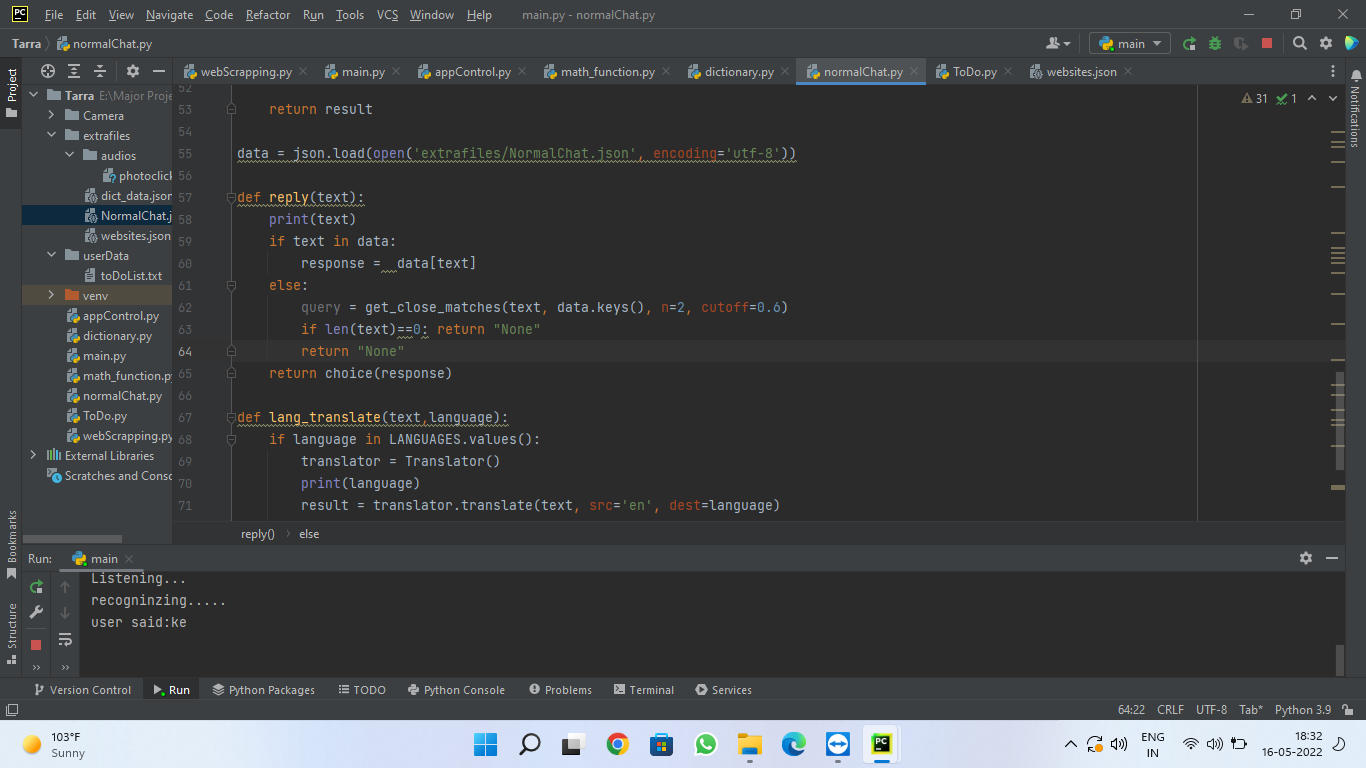 PC File Edit View Navigate Code Refactor Run Tools VCS Window Help main.py - normalChat.py
Tarra normalChat.py main
Project
webScrapping.py main.py appControl.py math_function.py dictionary.py normalChat.py ToDo.py websites.json
Notifications
Tarra E:\Major Proje
Camera
extrafiles
audios
photoclick
dict_data.json
NormalChat.j
websites.json
userData
toDoList.txt
venv
appControl.py
dictionary.py
main.py
math_function.py
normalChat.py
ToDo.py
webScrapping.py
External Libraries
Scratches and Consc
31 1
52
53 return result
54
55 data = json.load(open('extrafiles/NormalChat.json', encoding='utf-8'))
56
57 def reply(text):
58 print(text)
59 if text in data:
60 response =  data[text]
61 else:
62 query = get_close_matches(text, data.keys(), n=2, cutoff=0.6)
63 if len(text)==0: return "None"
64 return "None"
65 return choice(response)
66
67 def lang_translate(text,language):
68 if language in LANGUAGES.values():
69 translator = Translator()
70 print(language)
71 result = translator.translate(text, src='en', dest=language)
reply() else
Bookmarks
Structure
Run: main
Listening...
recogninzing.....
user said:ke
Version Control Run Python Packages TODO Python Console Problems Terminal Services
64:22 CRLF UTF-8 Tab* Python 3.9
103°F
Sunny
PC
ENG
IN
18:32
16-05-2022